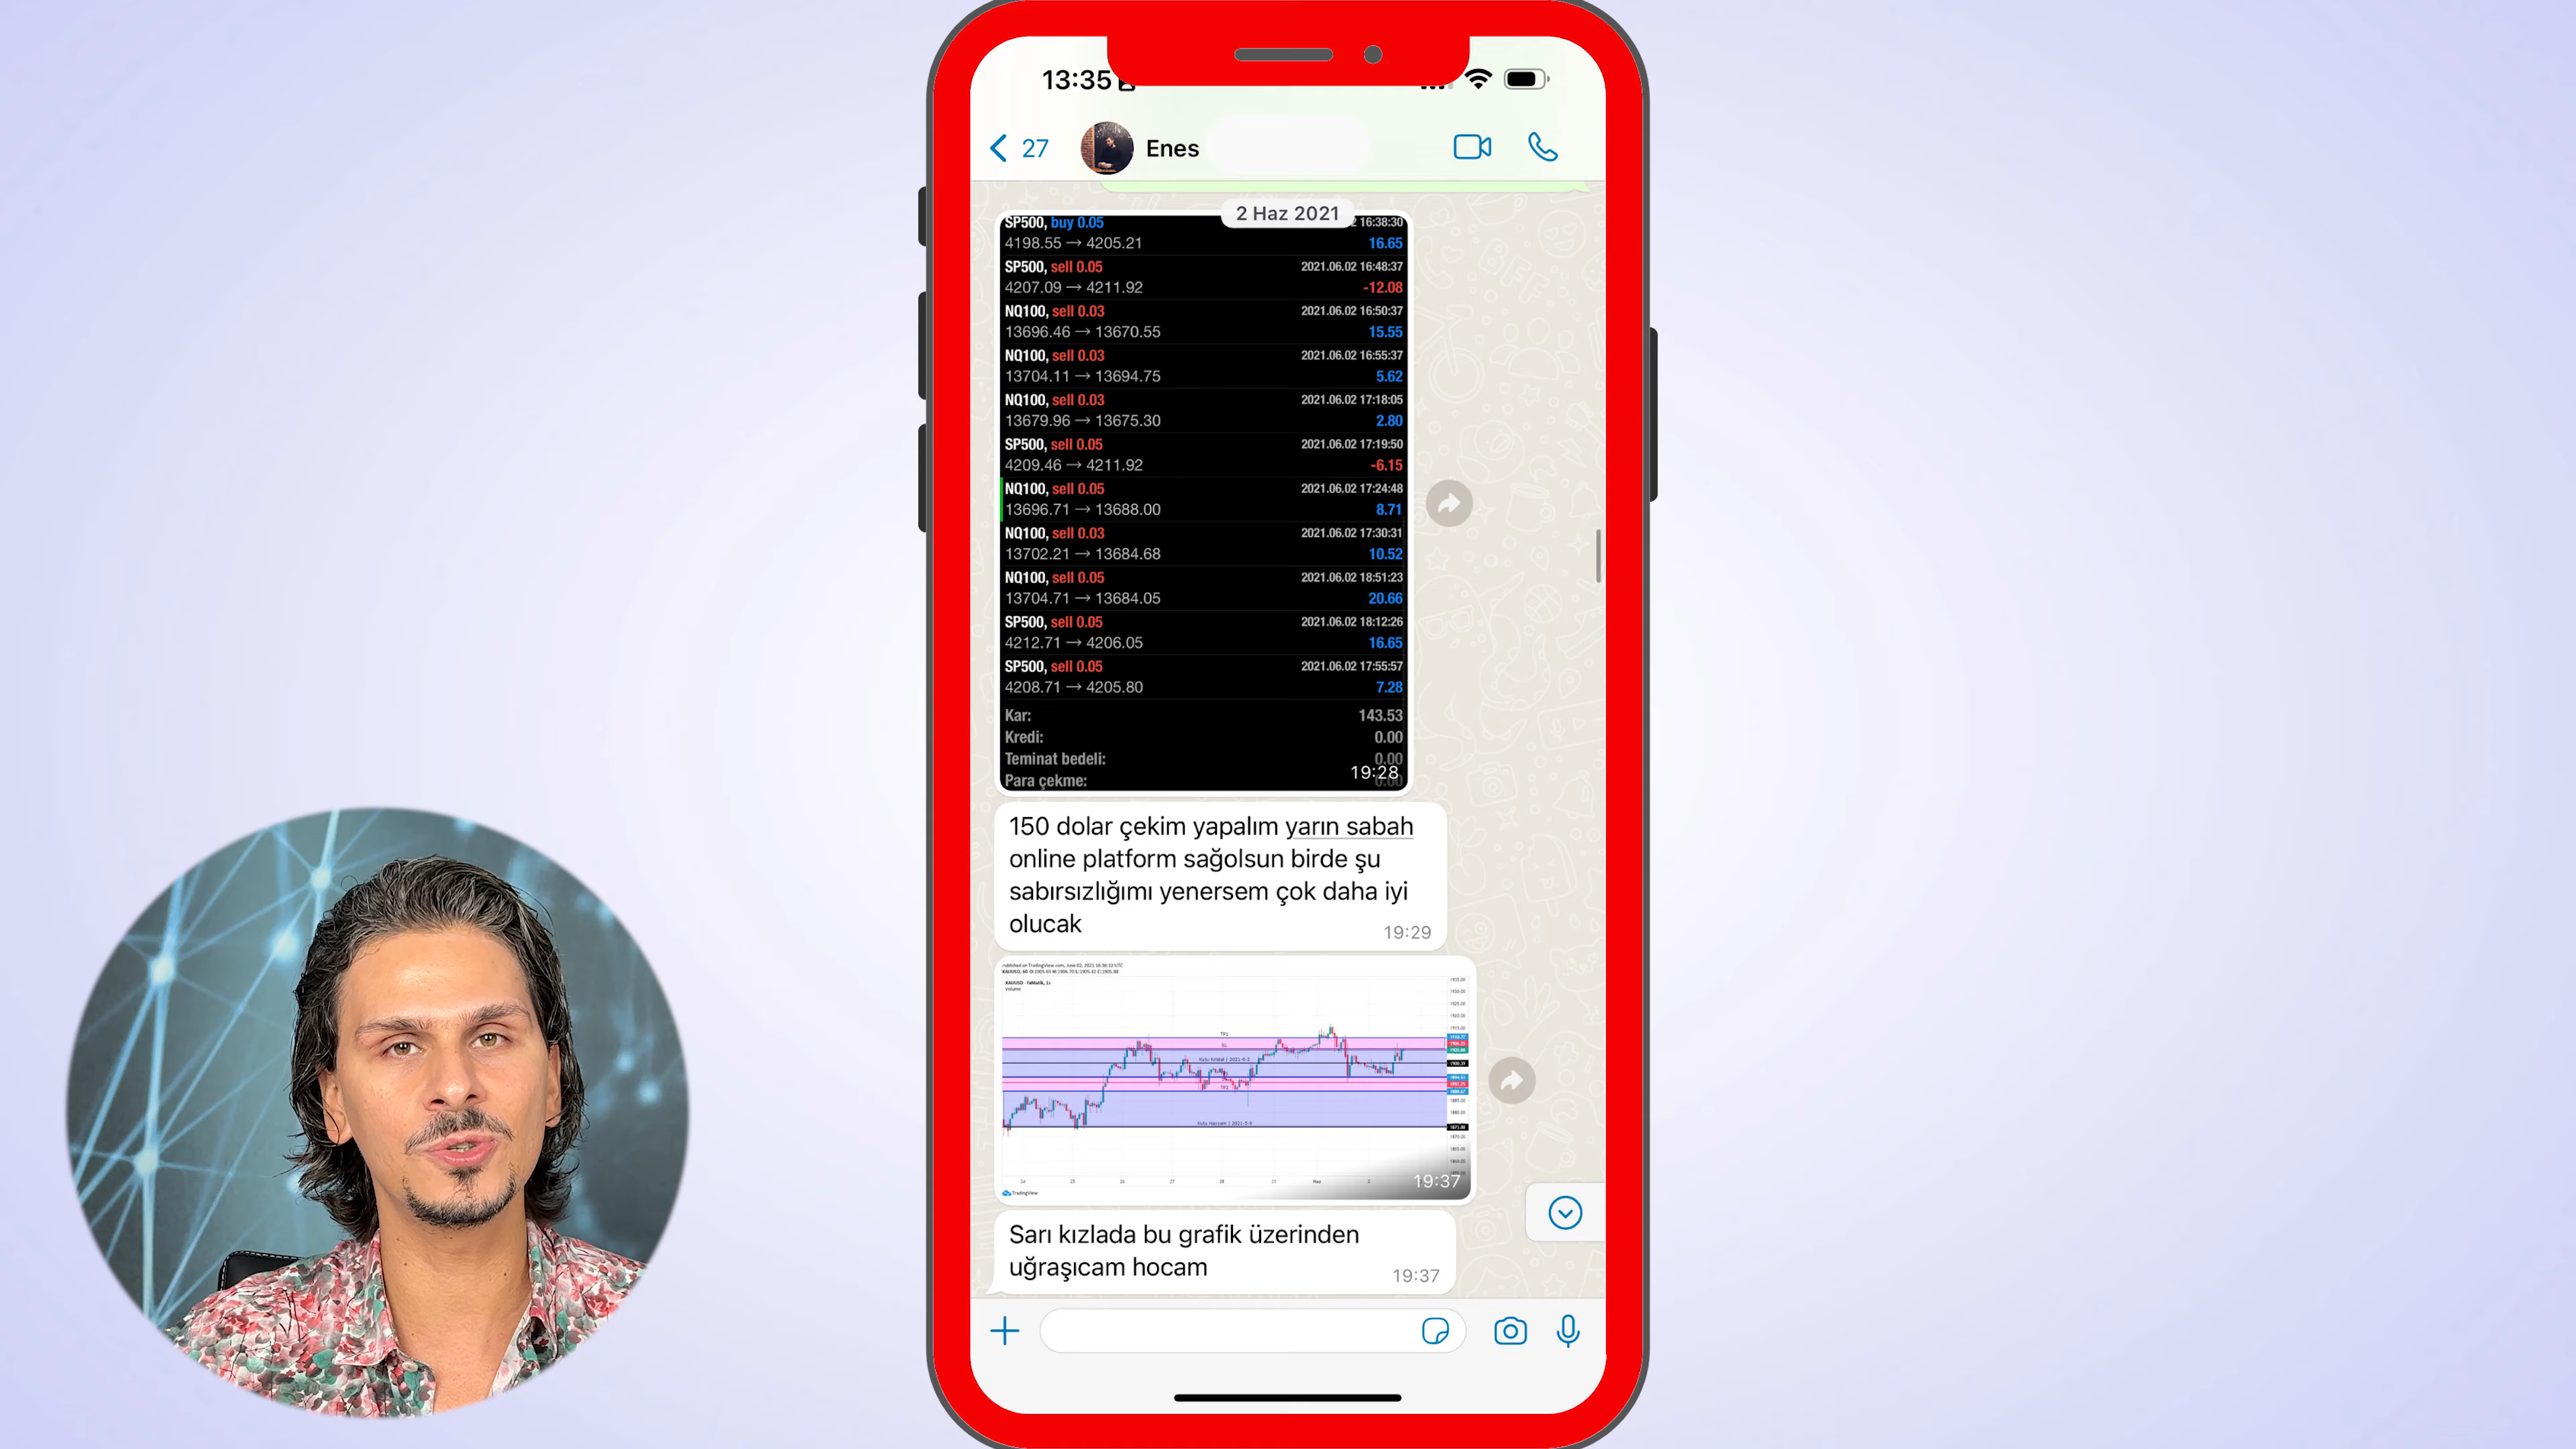 13:35
27
Enes
2 Haz 2021
SP500, buy 0.05
2 16:38:30
4198.55 → 4205.21
16.65
SP500, sell 0.05
2021.06.02 16:48:37
4207.09 → 4211.92
-12.08
NQ100, sell 0.03
2021.06.02 16:50:37
13696.46 → 13670.55
15.55
NQ100, sell 0.03
2021.06.02 16:55:37
13704.11 → 13694.75
5.62
NQ100, sell 0.03
2021.06.02 17:18:05
13679.96 → 13675.30
2.80
SP500, sell 0.05
2021.06.02 17:19:50
4209.46 → 4211.92
-6.15
NQ100, sell 0.05
2021.06.02 17:24:48
13696.71 → 13688.00
8.71
NQ100, sell 0.03
2021.06.02 17:30:31
13702.21 → 13684.68
10.52
NQ100, sell 0.05
2021.06.02 18:51:23
13704.71 → 13684.05
20.66
SP500, sell 0.05
2021.06.02 18:12:26
4212.71 → 4206.05
16.65
SP500, sell 0.05
2021.06.02 17:55:57
4208.71 → 4205.80
7.28
Kar:
143.53
Kredi:
0.00
Teminat bedeli:
0.00
Para çekme:
0.00
19:28
150 dolar çekim yapalım yarın sabah
online platform sağolsun birde şu
sabırsızlığımı yenersem çok daha iyi
olucak
19:29
Volume
TradingView
19:37
Sarı kızlada bu grafik üzerinden
uğraşıcam hocam
19:37